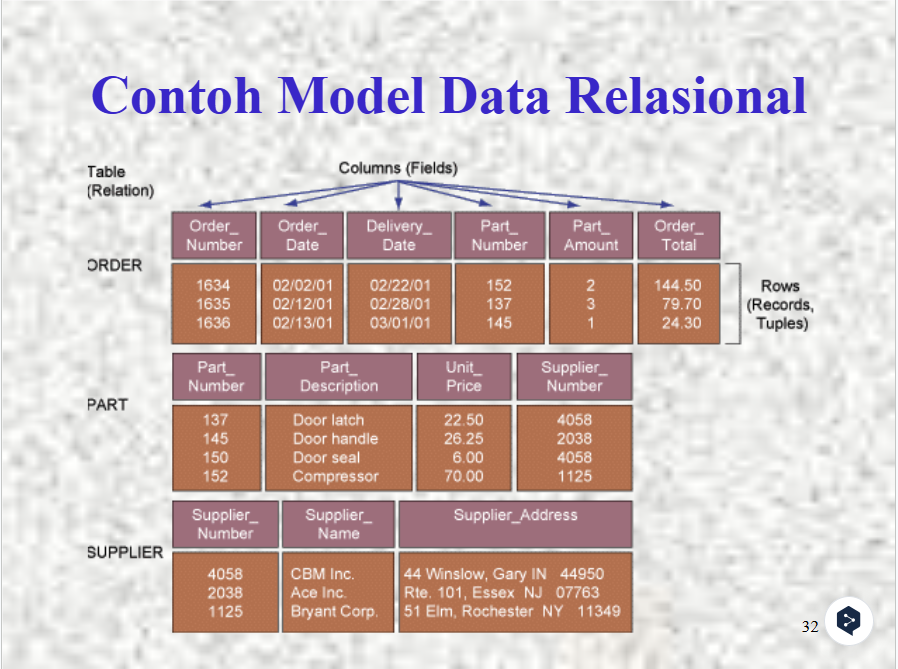 Contoh Model Data Relasional
Table
(Relation)
Columns (Fields)
Order_
Number
Order_
Date
Delivery_
Date
Part_
Number
Part_
Amount
Order_
Total
ORDER
1634 02/02/01 02/22/01 152 2 144.50
1635 02/12/01 02/28/01 137 3 79.70
1636 02/13/01 03/01/01 145 1 24.30
Rows
(Records,
Tuples)
Part_
Number
Part_
Description
Unit_
Price
Supplier_
Number
PART
137 Door latch 22.50 4058
145 Door handle 26.25 2038
150 Door seal 6.00 4058
152 Compressor 70.00 1125
Supplier_
Number
Supplier_
Name
Supplier_Address
SUPPLIER
4058 CBM Inc. 44 Winslow, Gary IN 44950
2038 Ace Inc. Rte. 101, Essex NJ 07763
1125 Bryant Corp. 51 Elm, Rochester NY 11349
32